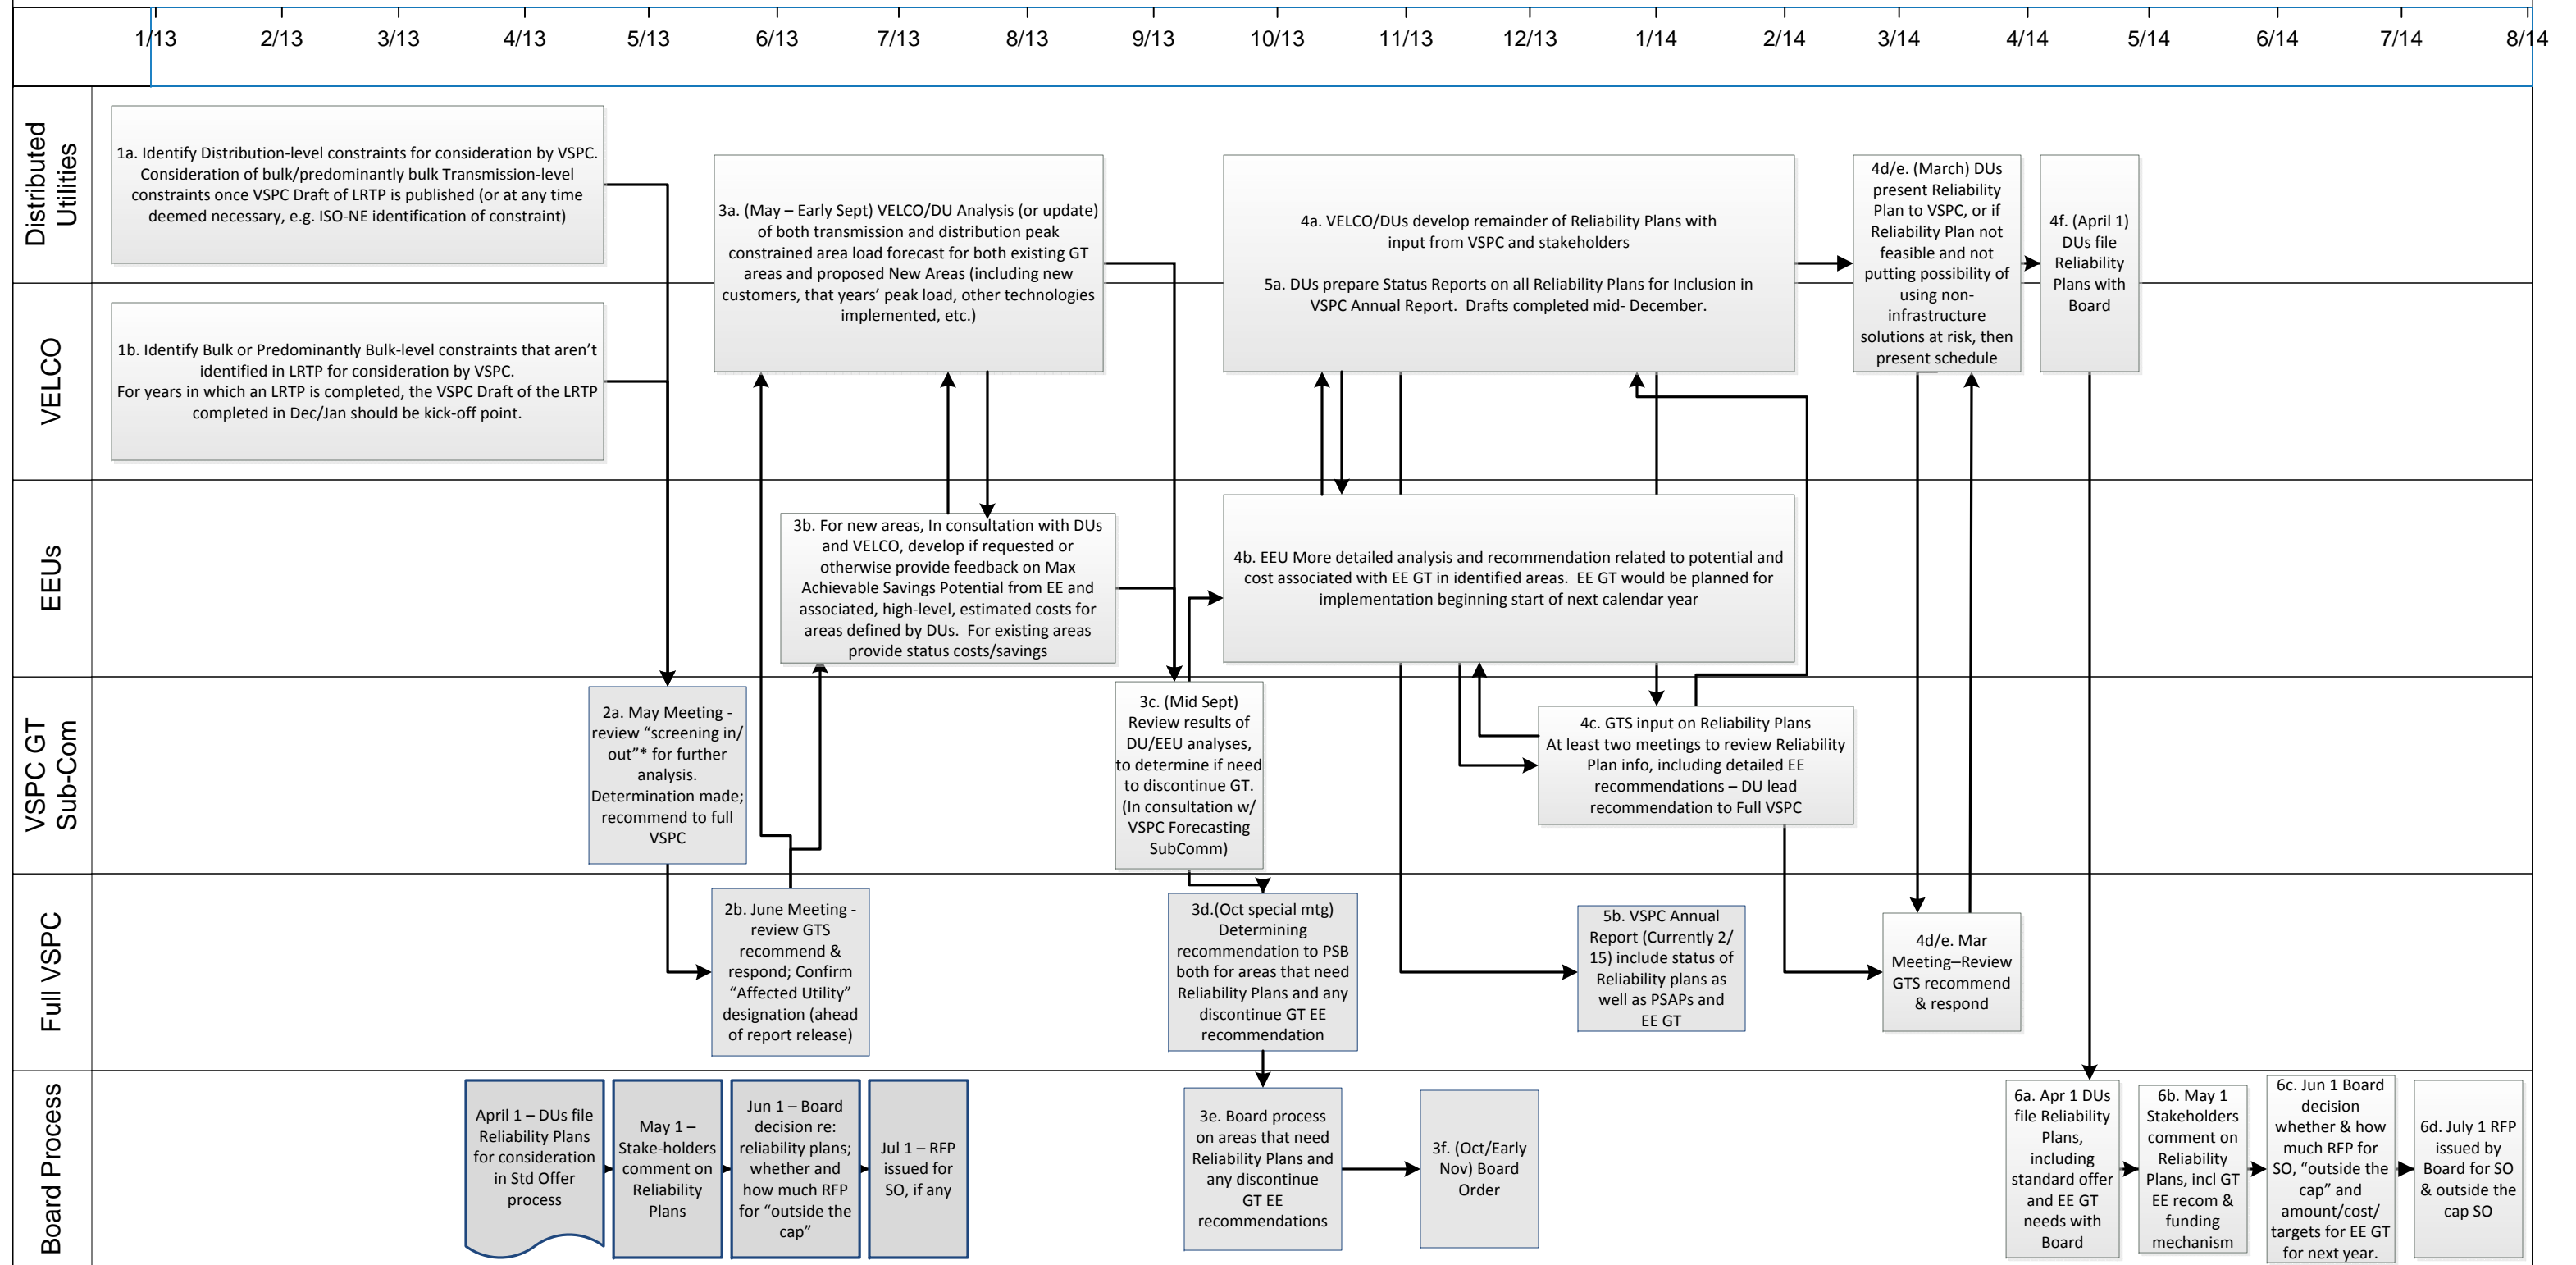 1/13
2/13
3/13
4/13
5/13
6/13
7/13
8/13
9/13
10/13
11/13
12/13
1/14
2/14
3/14
4/14
5/14
6/14
7/14
8/14
Distributed
Utilities
1a. Identify Distribution-level constraints for consideration by VSPC.
Consideration of bulk/predominantly bulk Transmission-level
constraints once VSPC Draft of LRTP is published (or at any time
deemed necessary, e.g. ISO-NE identification of constraint)
3a. (May – Early Sept) VELCO/DU Analysis (or update)
of both transmission and distribution peak
constrained area load forecast for both existing GT
areas and proposed New Areas (including new
customers, that years’ peak load, other technologies
implemented, etc.)
4a. VELCO/DUs develop remainder of Reliability Plans with
input from VSPC and stakeholders
5a. DUs prepare Status Reports on all Reliability Plans for Inclusion in
VSPC Annual Report.  Drafts completed mid- December.
4d/e. (March) DUs
present Reliability
Plan to VSPC, or if
Reliability Plan not
feasible and not
putting possibility of
using non-
infrastructure
solutions at risk, then
present schedule
4f. (April 1)
DUs file
Reliability
Plans with
Board
VELCO
1b. Identify Bulk or Predominantly Bulk-level constraints that aren’t
identified in LRTP for consideration by VSPC.
For years in which an LRTP is completed, the VSPC Draft of the LRTP
completed in Dec/Jan should be kick-off point.
EEUs
3b. For new areas, In consultation with DUs
and VELCO, develop if requested or
otherwise provide feedback on Max
Achievable Savings Potential from EE and
associated, high-level, estimated costs for
areas defined by DUs.  For existing areas
provide status costs/savings
4b. EEU More detailed analysis and recommendation related to potential and
cost associated with EE GT in identified areas.  EE GT would be planned for
implementation beginning start of next calendar year
VSPC GT
Sub-Com
2a. May Meeting -
review “screening in/
out”* for further
analysis.
Determination made;
recommend to full
VSPC
3c. (Mid Sept)
Review results of
DU/EEU analyses,
to determine if need
to discontinue GT.
(In consultation w/
VSPC Forecasting
SubComm)
4c. GTS input on Reliability Plans
At least two meetings to review Reliability
Plan info, including detailed EE
recommendations – DU lead
recommendation to Full VSPC
Full VSPC
2b. June Meeting -
review GTS
recommend &
respond; Confirm
“Affected Utility”
designation (ahead
of report release)
3d.(Oct special mtg)
Determining
recommendation to PSB
both for areas that need
Reliability Plans and any
discontinue GT EE
recommendation
5b. VSPC Annual
Report (Currently 2/
15) include status of
Reliability plans as
well as PSAPs and
EE GT
4d/e. Mar
Meeting–Review
GTS recommend
& respond
Board Process
April 1 – DUs file
Reliability Plans
for consideration
in Std Offer
process
May 1 –
Stake-holders
comment on
Reliability
Plans
Jun 1 – Board
decision re:
reliability plans;
whether and
how much RFP
for “outside the
cap”
Jul 1 – RFP
issued for
SO, if any
3e. Board process
on areas that need
Reliability Plans and
any discontinue
GT EE
recommendations
3f. (Oct/Early
Nov) Board
Order
6a. Apr 1 DUs
file Reliability
Plans,
including
standard offer
and EE GT
needs with
Board
6b. May 1
Stakeholders
comment on
Reliability
Plans, incl GT
EE recom &
funding
mechanism
6c. Jun 1 Board
decision
whether & how
much RFP for
SO, “outside the
cap” and
amount/cost/
targets for EE GT
for next year.
6d. July 1 RFP
issued by
Board for SO
& outside the
cap SO